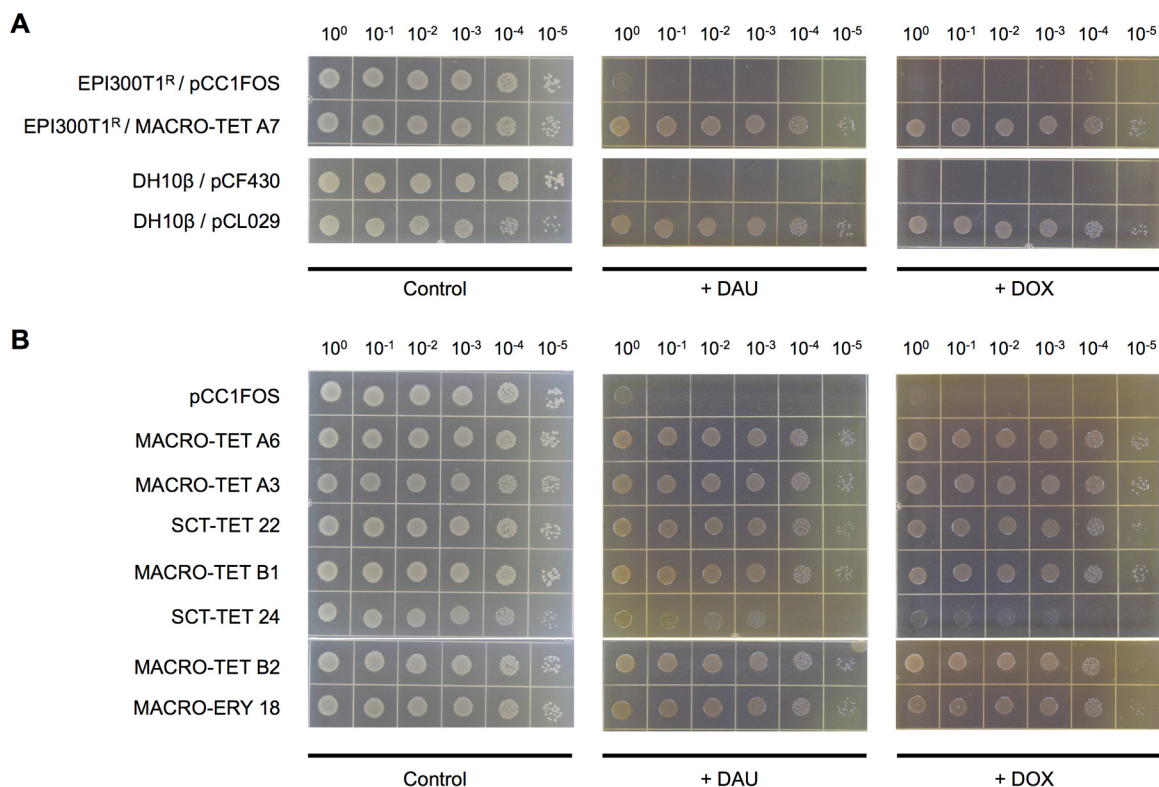 A
10⁰ 10⁻¹ 10⁻² 10⁻³ 10⁻⁴ 10⁻⁵ 10⁰ 10⁻¹ 10⁻² 10⁻³ 10⁻⁴ 10⁻⁵ 10⁰ 10⁻¹ 10⁻² 10⁻³ 10⁻⁴ 10⁻⁵
EPI300T1ᴿ / pCC1FOS
EPI300T1ᴿ / MACRO-TET A7
DH10β / pCF430
DH10β / pCL029
Control + DAU + DOX
B
10⁰ 10⁻¹ 10⁻² 10⁻³ 10⁻⁴ 10⁻⁵ 10⁰ 10⁻¹ 10⁻² 10⁻³ 10⁻⁴ 10⁻⁵ 10⁰ 10⁻¹ 10⁻² 10⁻³ 10⁻⁴ 10⁻⁵
pCC1FOS
MACRO-TET A6
MACRO-TET A3
SCT-TET 22
MACRO-TET B1
SCT-TET 24
MACRO-TET B2
MACRO-ERY 18
Control + DAU + DOX